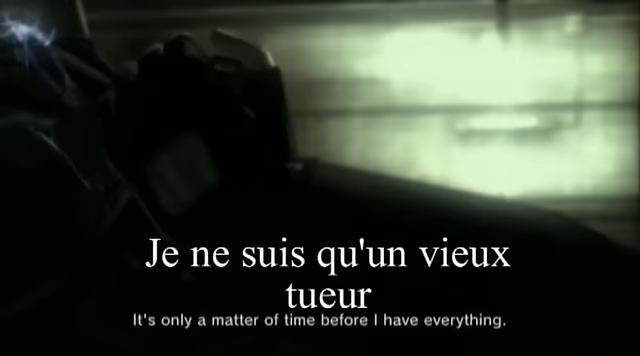 Je ne suis qu'un vieux
tueur
It's only a matter of time before I have everything.